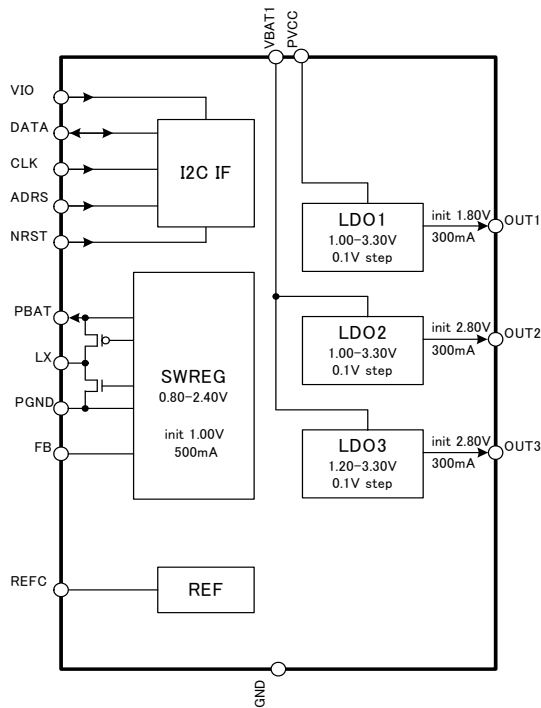 VBAT1
PVCC
VIO
DATA
CLK
ADRS
NRST
I2C IF
LDO1
1.00-3.30V
0.1V step
init 1.80V
300mA
OUT1
PBAT
LX
PGND
FB
SWREG
0.80-2.40V
init 1.00V
500mA
LDO2
1.00-3.30V
0.1V step
init 2.80V
300mA
OUT2
LDO3
1.20-3.30V
0.1V step
init 2.80V
300mA
OUT3
REFC
REF
GND